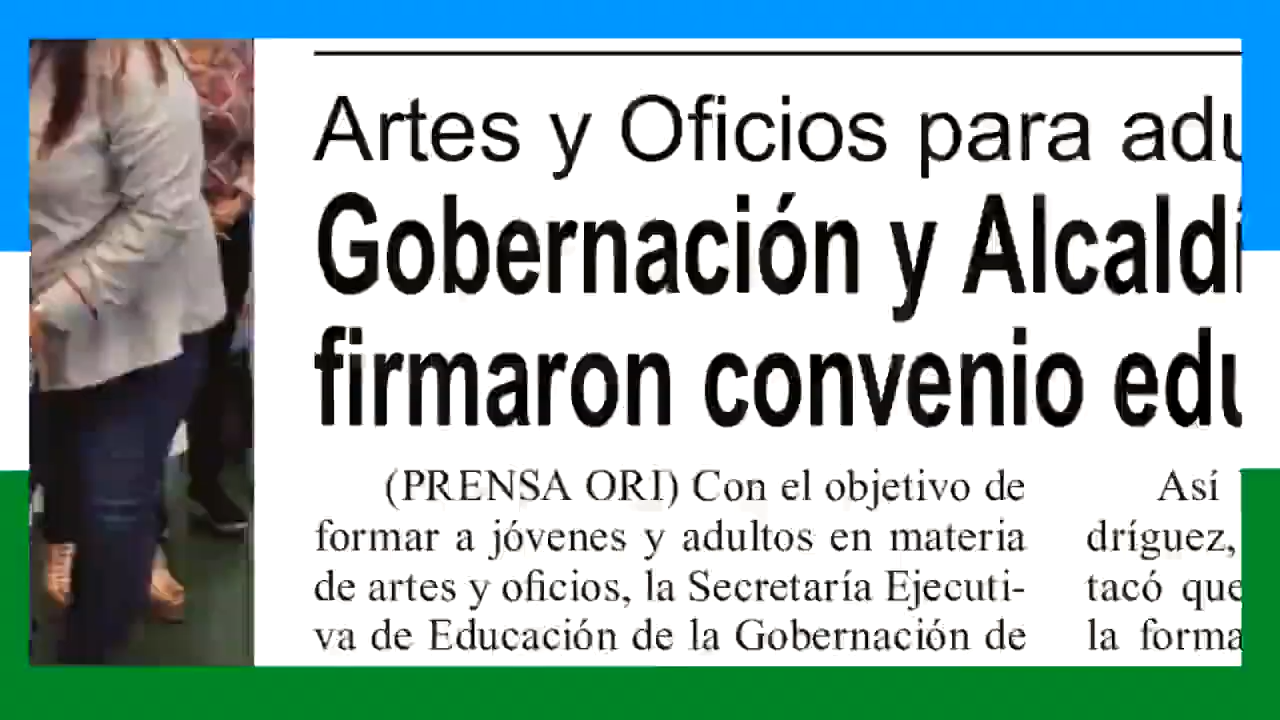 Artes y Oficios para adu
Gobernación y Alcaldí
firmaron convenio edu
(PRENSA ORI) Con el objetivo de
formar a jóvenes y adultos en materia
de artes y oficios, la Secretaría Ejecuti-
va de Educación de la Gobernación de
Así
dríguez,
tacó que
la forma